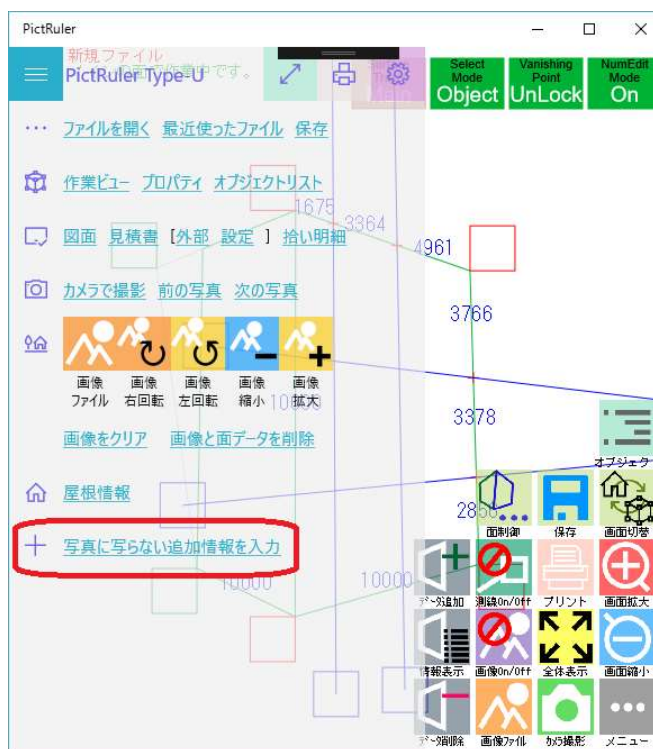 PictRuler
新規ファイル
PictRuler Type-U
Select Mode Object
Vanishing Point UnLock
NumEdit Mode On
ファイルを開く 最近使ったファイル 保存
作業ビュー プロパティ オブジェクトリスト
1675
3364
4961
図面 見積書 [外部 設定 ] 拾い明細
カメラで撮影 前の写真 次の写真
3766
画像ファイル 画像右回転 画像左回転 画像縮小 画像拡大
3378
画像をクリア 画像と面データを削除
オブジェク
屋根情報
面制御 保存 画面切替
写真に写らない追加情報を入力
10000
10000
データ追加 測線On/Off プリント 画面拡大
情報表示 画像On/Off 全体表示 画面縮小
データ削除 画像ファイル カメラ撮影 メニュー